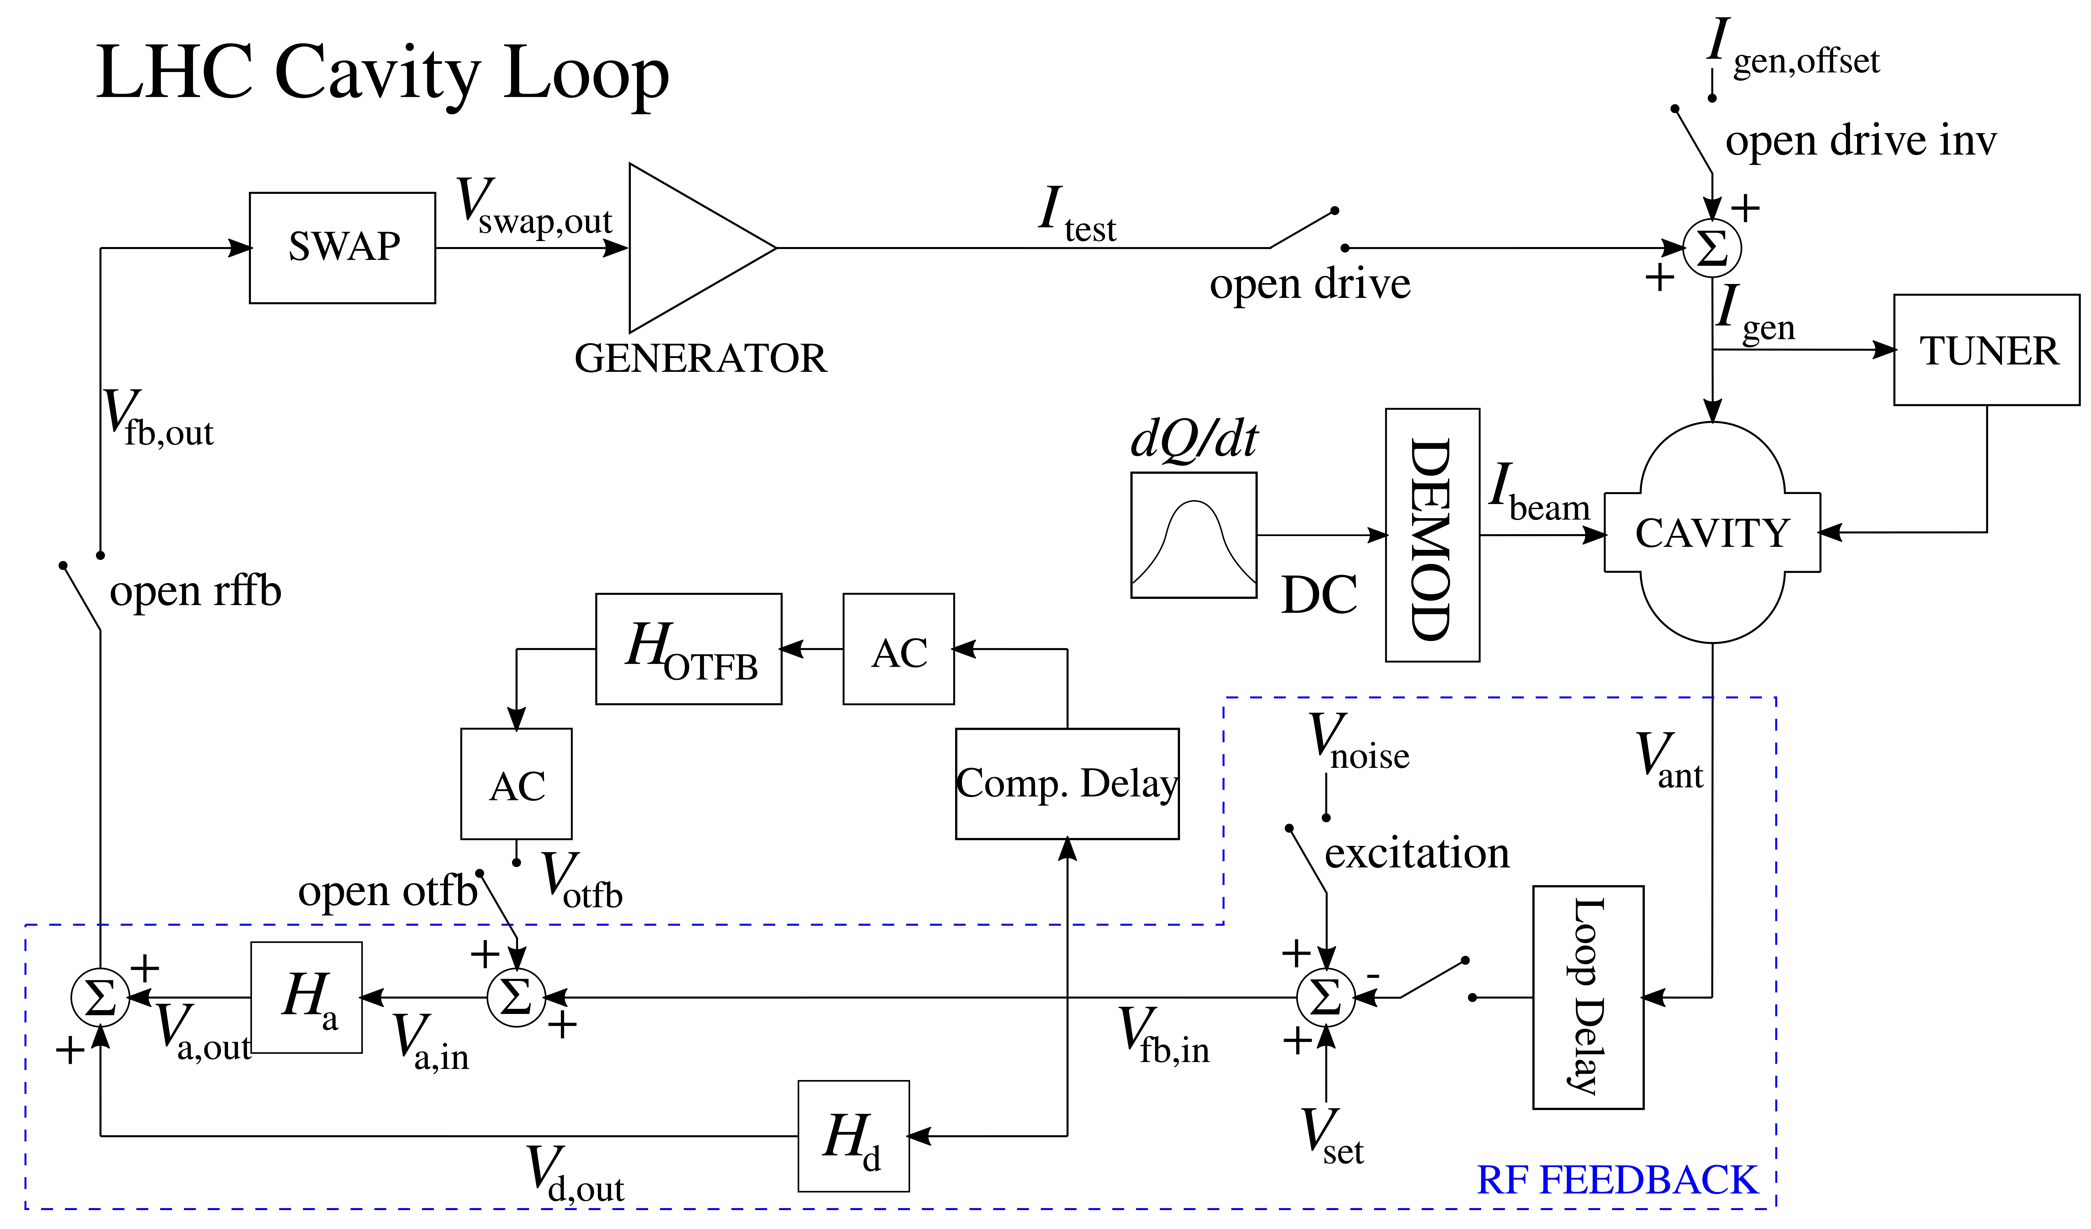 LHC Cavity Loop
I gen,offset
open drive inv
+
SWAP
V swap,out
GENERATOR
I test
open drive
Σ
+
I gen
TUNER
V fb,out
dQ/dt
DC
DEMOD
I beam
CAVITY
open rffb
H OTFB
AC
AC
Comp. Delay
V otfb
open otfb
V noise
excitation
V ant
Loop Delay
+
Σ
+
V a,out
H a
V a,in
+
Σ
+
V fb,in
+
-
Σ
+
V set
H d
V d,out
RF FEEDBACK